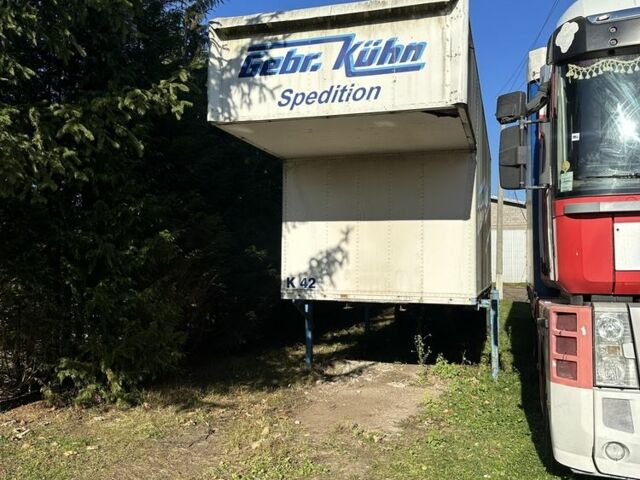 Gebr. Kühn
Spedition
K 42